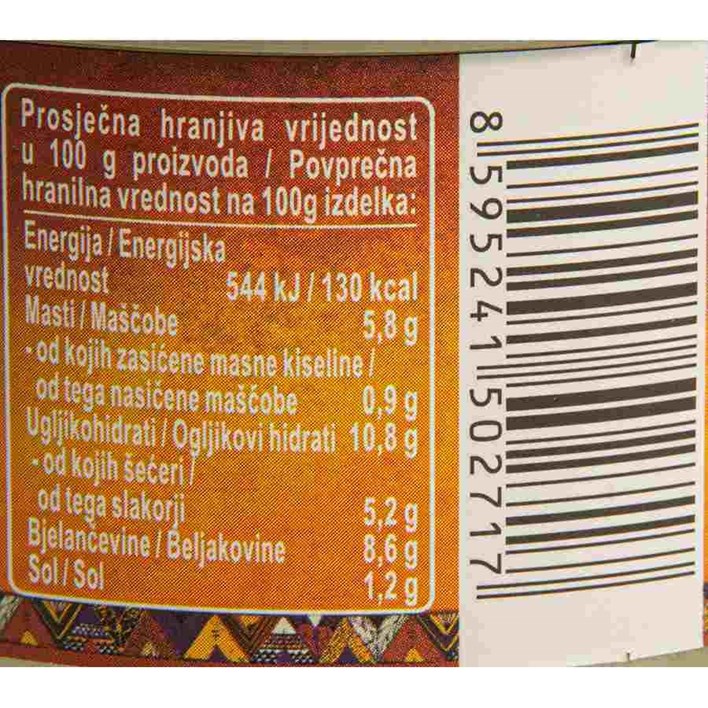 Prosječna hranjiva vrijednost
u 100 g proizvoda / Povprečna
hranilna vrednost na 100g izdelka:
Energija / Energijska
vrednost 544 kJ / 130 kcal
Masti / Maščobe 5,8 g
- od kojih zasićene masne kiseline /
od tega nasičene maščobe 0,9 g
Ugljikohidrati / Ogljikovi hidrati 10,8 g
- od kojih šećeri /
od tega slakorji 5,2 g
Bjelančevine / Beljakovine 8,6 g
Sol / Sol 1,2 g
8 595241 502717